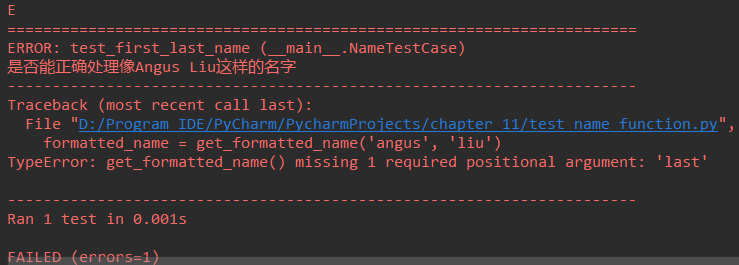 E
======================================================================
ERROR: test_first_last_name (__main__.NameTestCase)
是否能正确处理像Angus Liu这样的名字
----------------------------------------------------------------------
Traceback (most recent call last):
  File "D:/Program IDE/PyCharm/PycharmProjects/chapter 11/test name function.py",
    formatted_name = get_formatted_name('angus', 'liu')
TypeError: get_formatted_name() missing 1 required positional argument: 'last'
----------------------------------------------------------------------
Ran 1 test in 0.001s
FAILED (errors=1)